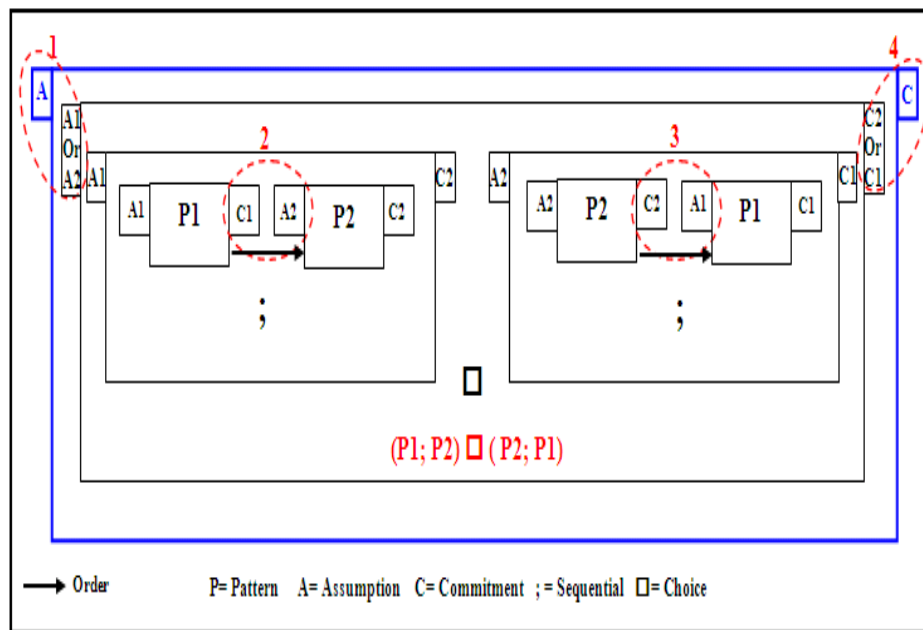 1
4
A
C
A1
Or
A2
C2
Or
C1
2
3
A1
C2
A2
C1
A1 P1 C1 A2 P2 C2
A2 P2 C2 A1 P1 C1
;
;
□
(P1; P2) □ ( P2; P1)
Order P= Pattern A= Assumption C= Commitment ; = Sequential □= Choice